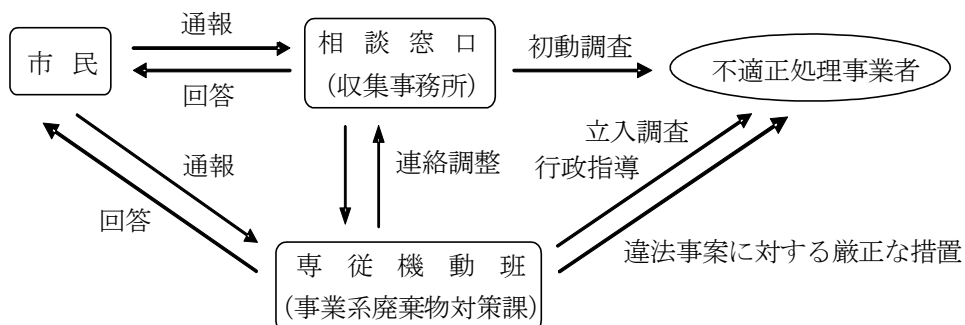 通報
市民
相談窓口
(収集事務所)
初動調査
不適正処理事業者
回答
通報
回答
連絡調整
立入調査
行政指導
違法事案に対する厳正な措置
専従機動班
(事業系廃棄物対策課)